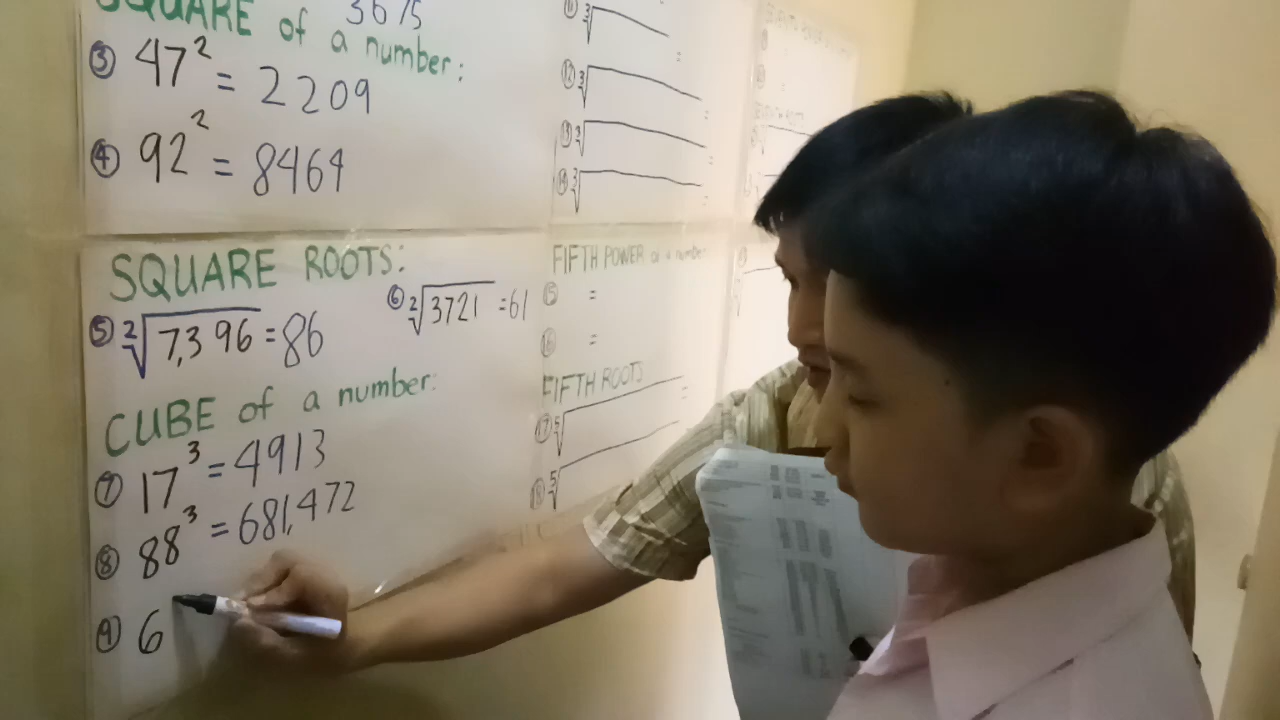 SQUARE of a number:
3675
③ 47² = 2209
④ 92² = 8464
SQUARE ROOTS:
⑤ ²√7,396 = 86
⑥ ²√3721 = 61
CUBE of a number:
⑦ 17³ = 4913
⑧ 88³ = 681,472
⑨ 6
³√ =
⑫ ³√ =
⑬ ³√ =
⑭ ³√
FIFTH POWER of a number
⑮ =
⑯ =
FIFTH ROOTS
⑰ ⁵√ =
⑱ ⁵√